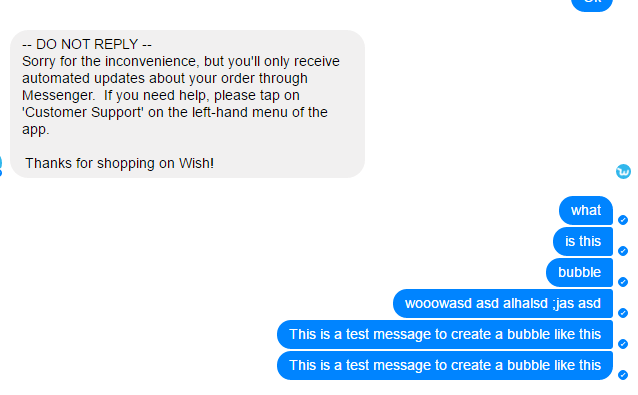 -- DO NOT REPLY --
Sorry for the inconvenience, but you'll only receive
automated updates about your order through
Messenger.  If you need help, please tap on
'Customer Support' on the left-hand menu of the
app.
Thanks for shopping on Wish!
what
is this
bubble
wooowasd asd alhalsd ;jas asd
This is a test message to create a bubble like this
This is a test message to create a bubble like this